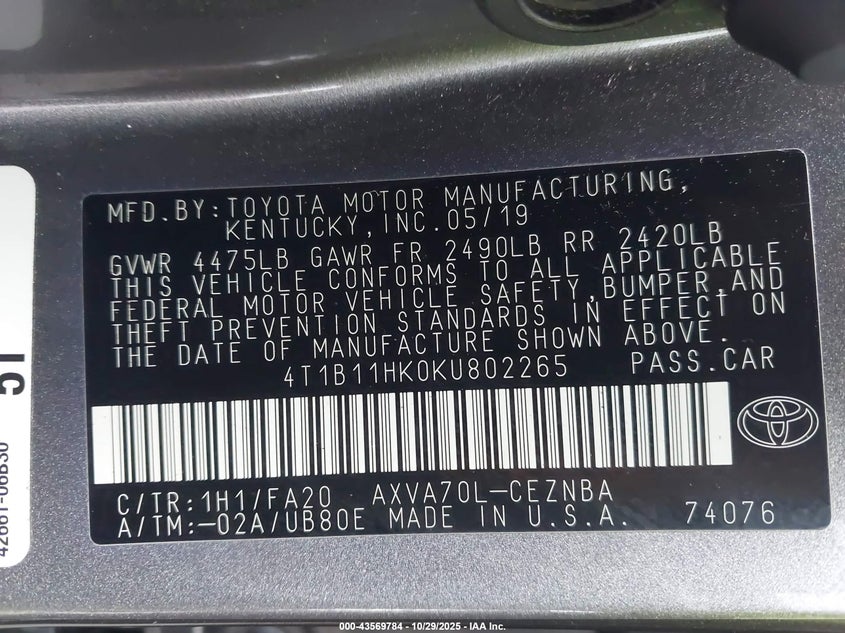 MFD.BY:TOYOTA MOTOR MANUFACTURING,
KENTUCKY,INC.05/19
GVWR 4475LB GAWR FR 2490LB RR 2420LB
THIS VEHICLE CONFORMS TO ALL APPLICABLE
FEDERAL MOTOR VEHICLE SAFETY,BUMPER,AND
THEFT PREVENTION STANDARDS IN EFFECT ON
THE DATE OF MANUFACTURE SHOWN ABOVE.
4T1B11HK0KU802265 PASS.CAR
C/TR:1H1/FA20 AXVA70L-CEZNBA
A/TM:-02A/UB80E MADE IN U.S.A. 74076
42661-06B30
000-43569784 - 10/29/2025 - IAA Inc.